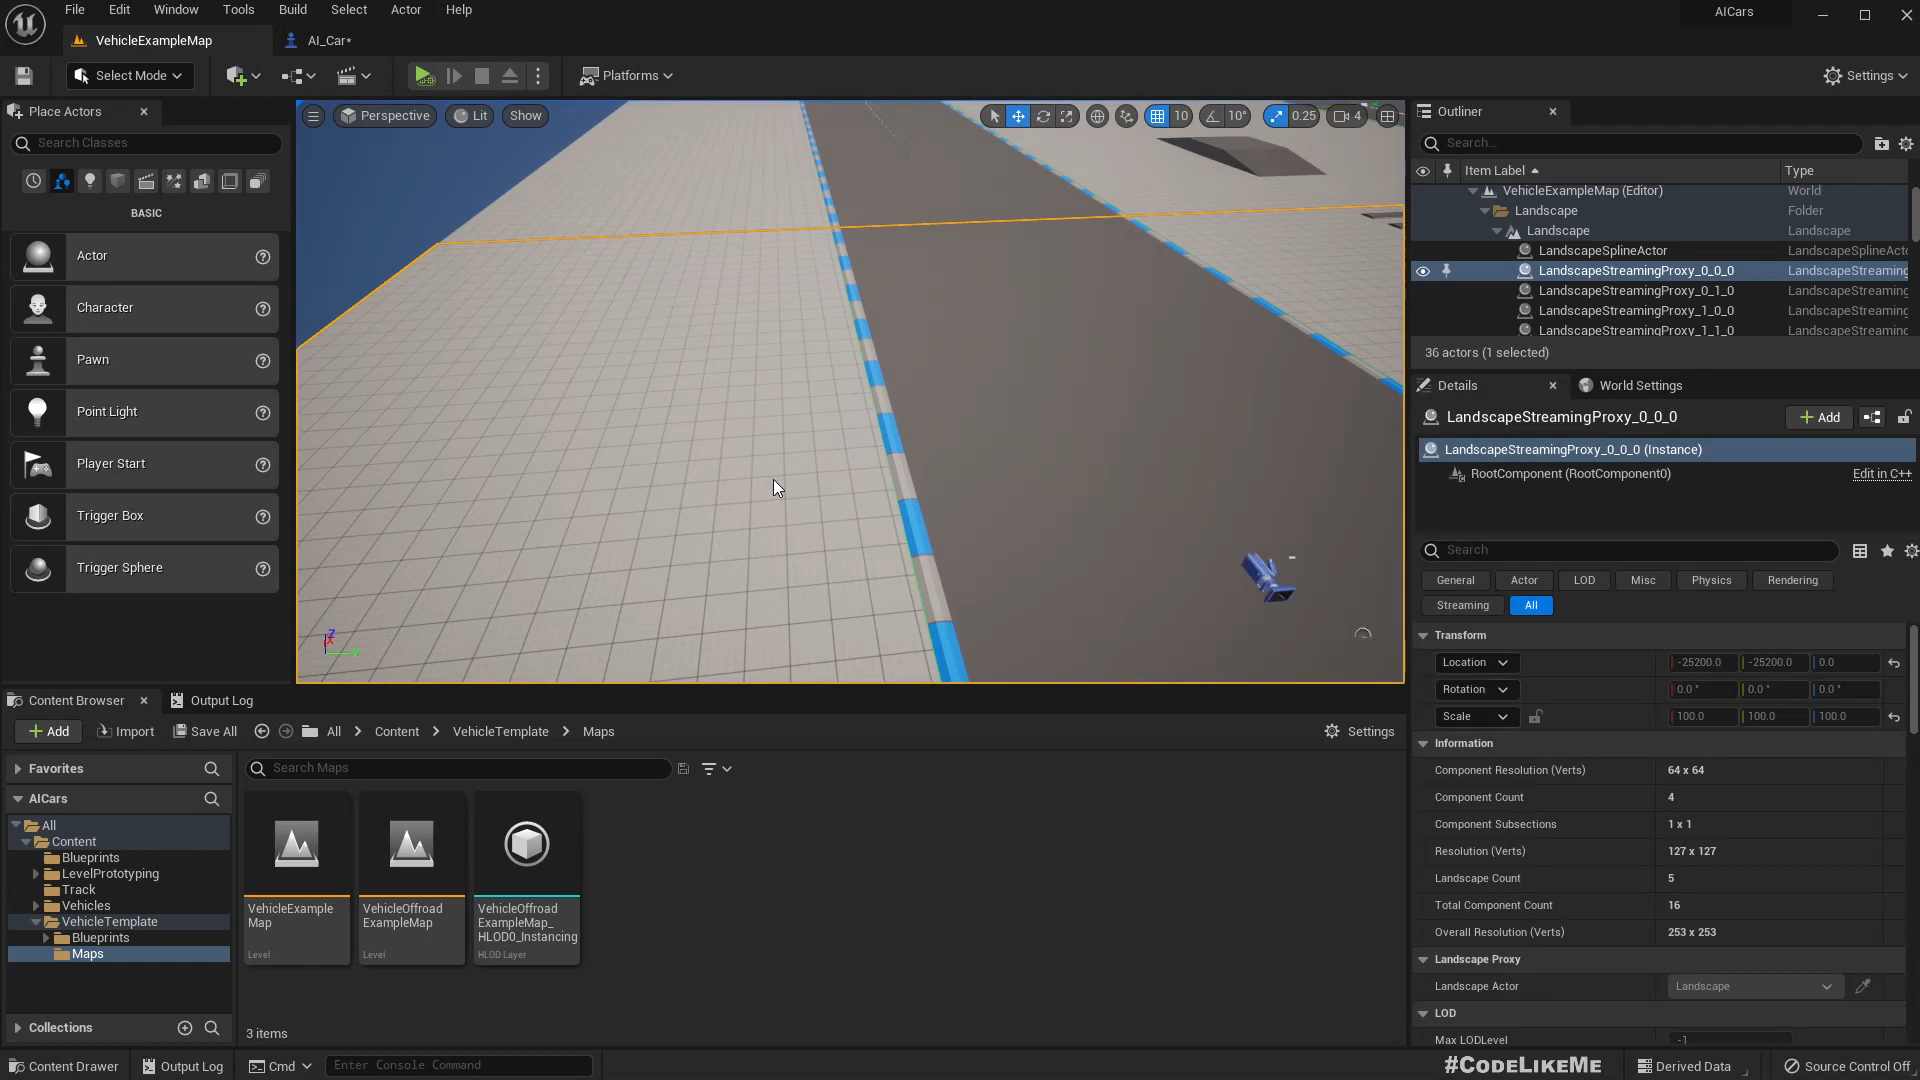 File Edit Window Tools Build Select Actor Help
AICars
VehicleExampleMap
AI_Car*
Select Mode
Platforms
Settings
Place Actors
Search Classes
BASIC
Actor
Character
Pawn
Point Light
Player Start
Trigger Box
Trigger Sphere
Perspective
Lit
Show
10
10°
0.25
4
Z
X
Y
Outliner
Search...
Item Label
Type
VehicleExampleMap (Editor) World
Landscape Folder
Landscape Landscape
LandscapeSplineActor LandscapeSplineActo
LandscapeStreamingProxy_0_0_0 LandscapeStreaming
LandscapeStreamingProxy_0_1_0 LandscapeStreaming
LandscapeStreamingProxy_1_0_0 LandscapeStreaming
LandscapeStreamingProxy_1_1_0 LandscapeStreaming
36 actors (1 selected)
Details
World Settings
LandscapeStreamingProxy_0_0_0
Add
LandscapeStreamingProxy_0_0_0 (Instance)
RootComponent (RootComponent0)
Edit in C++
Search
General Actor LOD Misc Physics Rendering
Streaming All
Transform
Location -25200.0 -25200.0 0.0
Rotation 0.0° 0.0° 0.0°
Scale 100.0 100.0 100.0
Information
Component Resolution (Verts) 64 x 64
Component Count 4
Component Subsections 1 x 1
Resolution (Verts) 127 x 127
Landscape Count 5
Total Component Count 16
Overall Resolution (Verts) 253 x 253
Landscape Proxy
Landscape Actor Landscape
LOD
Max LODLevel -1
Content Browser
Output Log
Add
Import
Save All
All
Content
VehicleTemplate
Maps
Settings
Favorites
AICars
All
Content
Blueprints
LevelPrototyping
Track
Vehicles
VehicleTemplate
Blueprints
Maps
Collections
Search Maps
VehicleExample
Map
Level
VehicleOffroad
ExampleMap
Level
VehicleOffroad
ExampleMap_
HLOD0_Instancing
HLOD Layer
3 items
Content Drawer
Output Log
Cmd
Enter Console Command
#CODELIKEME
Derived Data
Source Control Off